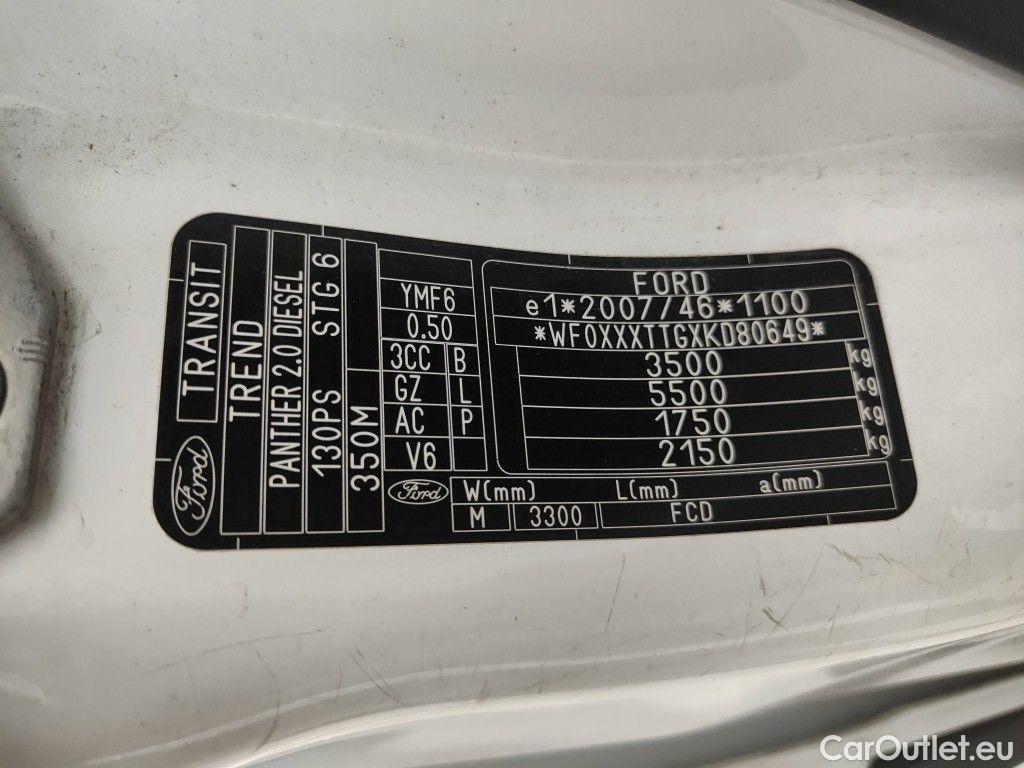 Ford
TRANSIT
TREND
PANTHER 2.0 DIESEL
130PS STG 6
350M
YMF6
0.50
3CC B
GZ L
AC P
V6
FORD
e1*2007/46*1100
*WF0XXXTTGXKD80649*
3500 kg
5500 kg
1750 kg
2150 kg
Ford
W(mm) L(mm) a(mm)
M 3300 FCD
CarOutlet.eu